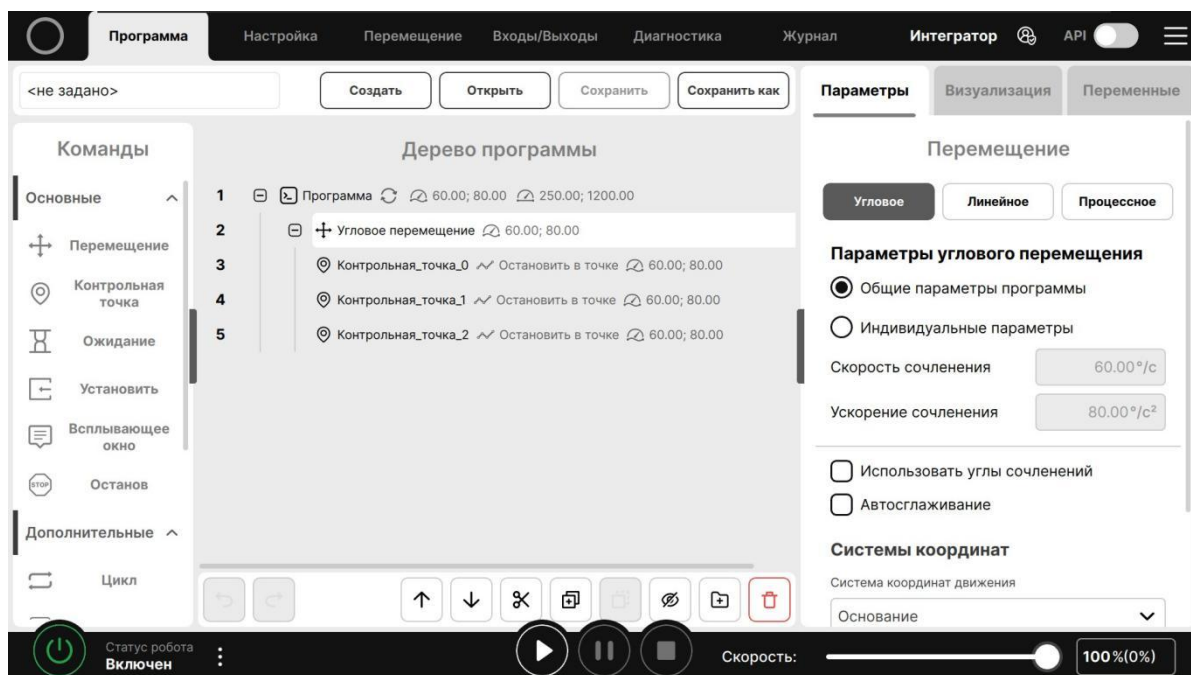 Программа
Настройка
Перемещение
Входы/Выходы
Диагностика
Журнал
Интегратор
API
<не задано>
Создать
Открыть
Сохранить
Сохранить как
Параметры
Визуализация
Переменные
Команды
Основные
Перемещение
Контрольная
точка
Ожидание
Установить
Всплывающее
окно
STOP
Останов
Дополнительные
Цикл
Дерево программы
1 Программа 60.00; 80.00 250.00; 1200.00
2 Угловое перемещение 60.00; 80.00
3 Контрольная_точка_0 Остановить в точке 60.00; 80.00
4 Контрольная_точка_1 Остановить в точке 60.00; 80.00
5 Контрольная_точка_2 Остановить в точке 60.00; 80.00
Перемещение
Угловое
Линейное
Процессное
Параметры углового перемещения
Общие параметры программы
Индивидуальные параметры
Скорость сочленения 60.00°/с
Ускорение сочленения 80.00°/с²
Использовать углы сочленений
Автосглаживание
Системы координат
Система координат движения
Основание
Статус робота
Включен
Скорость:
100%(0%)